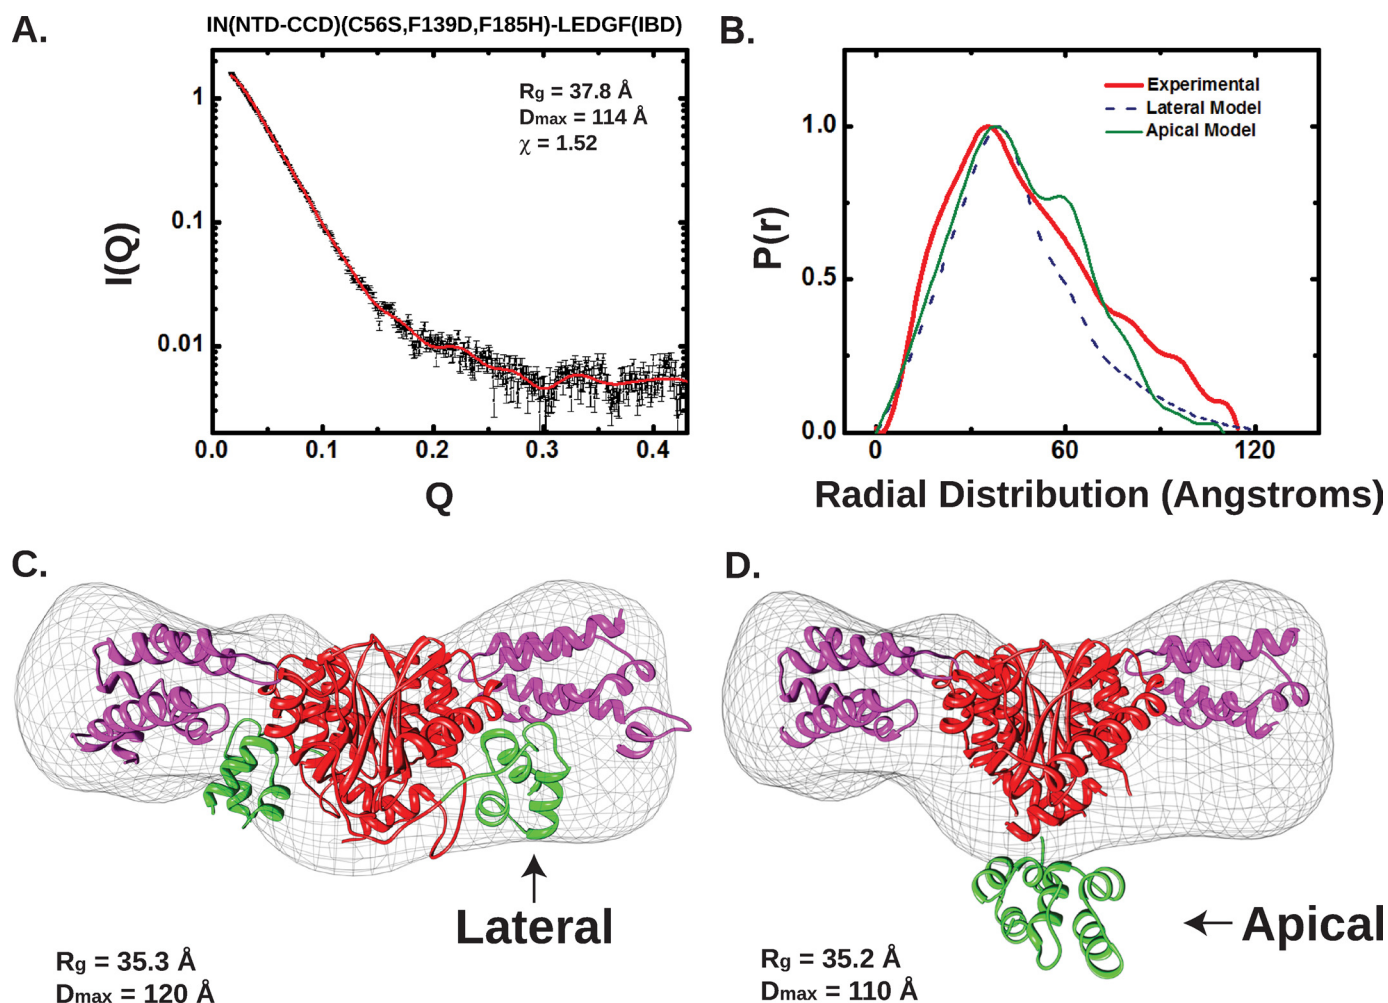 A.
IN(NTD-CCD)(C56S,F139D,F185H)-LEDGF(IBD)
Rg = 37.8 Å
Dmax = 114 Å
χ = 1.52
I(Q)
1
0.1
0.01
0.0 0.1 0.2 0.3 0.4
Q
B.
Experimental
Lateral Model
Apical Model
P(r)
1.0
0.5
0.0
0 60 120
Radial Distribution (Angstroms)
C.
Lateral
Rg = 35.3 Å
Dmax = 120 Å
D.
Apical
Rg = 35.2 Å
Dmax = 110 Å